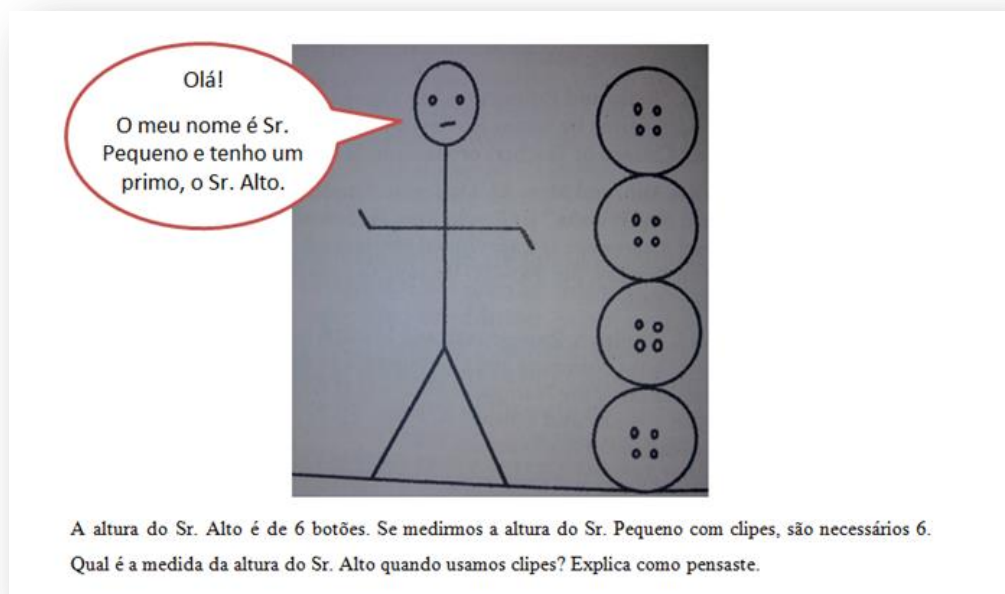 Olá!
O meu nome é Sr.
Pequeno e tenho um
primo, o Sr. Alto.
A altura do Sr. Alto é de 6 botões. Se medirmos a altura do Sr. Pequeno com clipes, são necessários 6.
Qual é a medida da altura do Sr. Alto quando usamos clipes? Explica como pensaste.